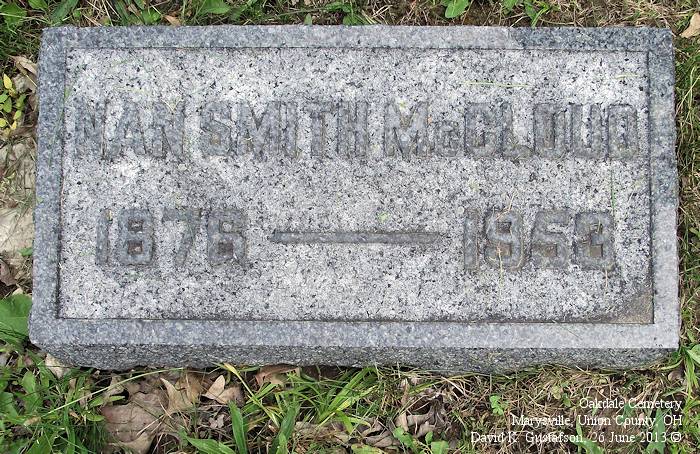 NAN SMITH McCLOUD
1876 — 1953
Oakdale Cemetery
Marysville, Union County, OH
David K. Gustafson, 26 June 2013 ©